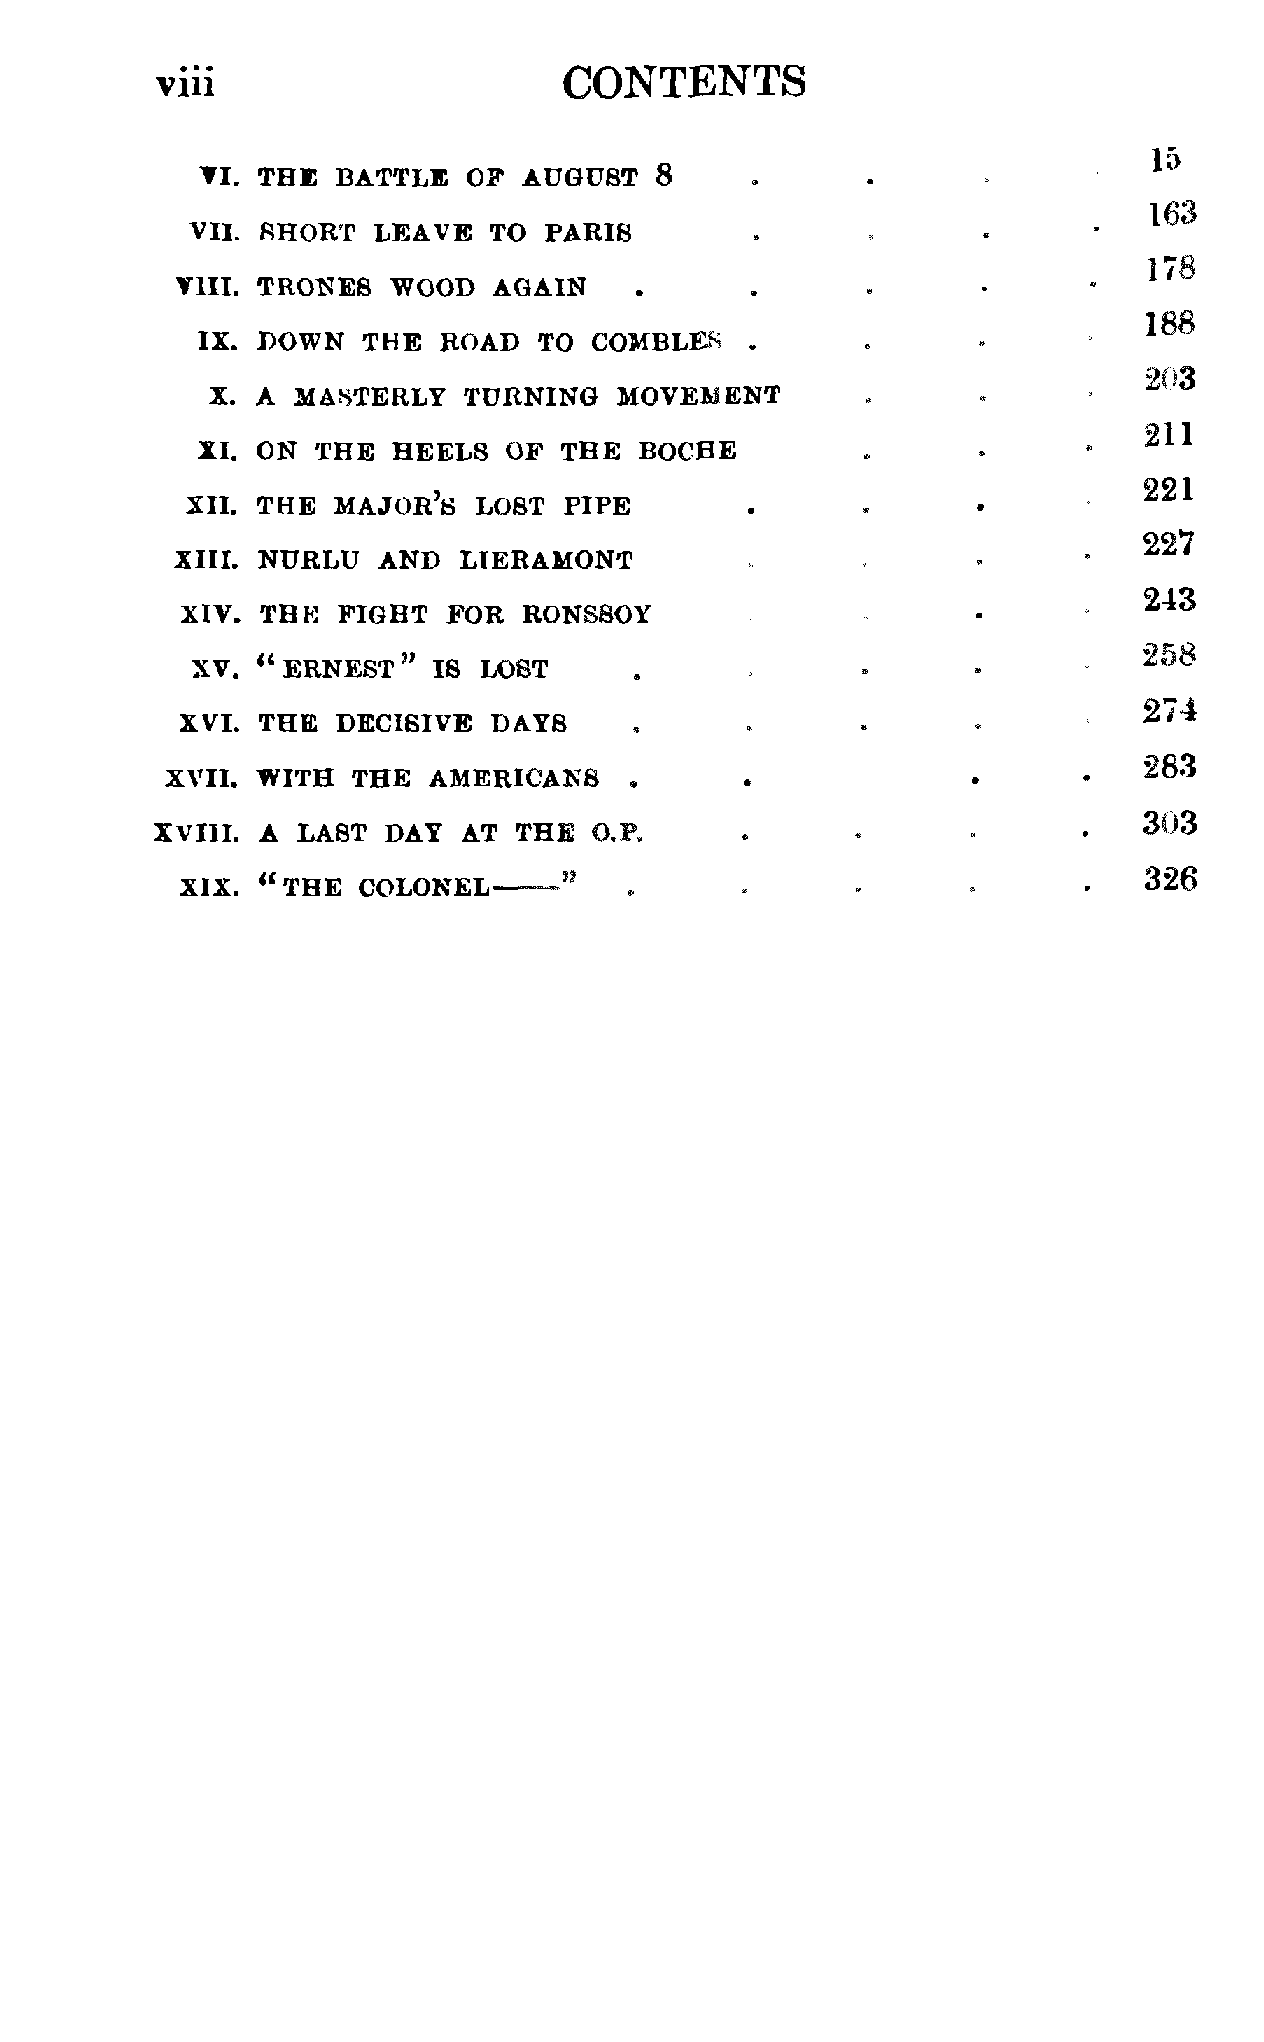 viii CONTENTS
VI. THE BATTLE OF AUGUST 8 . . . . 15
VII. SHORT LEAVE TO PARIS . . . . 163
VIII. TRONES WOOD AGAIN . . . . . 178
IX. DOWN THE ROAD TO COMBLES . . . . 188
X. A MASTERLY TURNING MOVEMENT . . . 203
XI. ON THE HEELS OF THE BOCHE . . . 211
XII. THE MAJOR'S LOST PIPE . . . . 221
XIII. NURLU AND LIERAMONT . . . . 227
XIV. THE FIGHT FOR RONSSOY . . . . 243
XV. "ERNEST" IS LOST . . . . . 258
XVI. THE DECISIVE DAYS . . . . . 274
XVII. WITH THE AMERICANS . . . . 283
XVIII. A LAST DAY AT THE O.P. . . . . 303
XIX. "THE COLONEL——" . . . . . 326